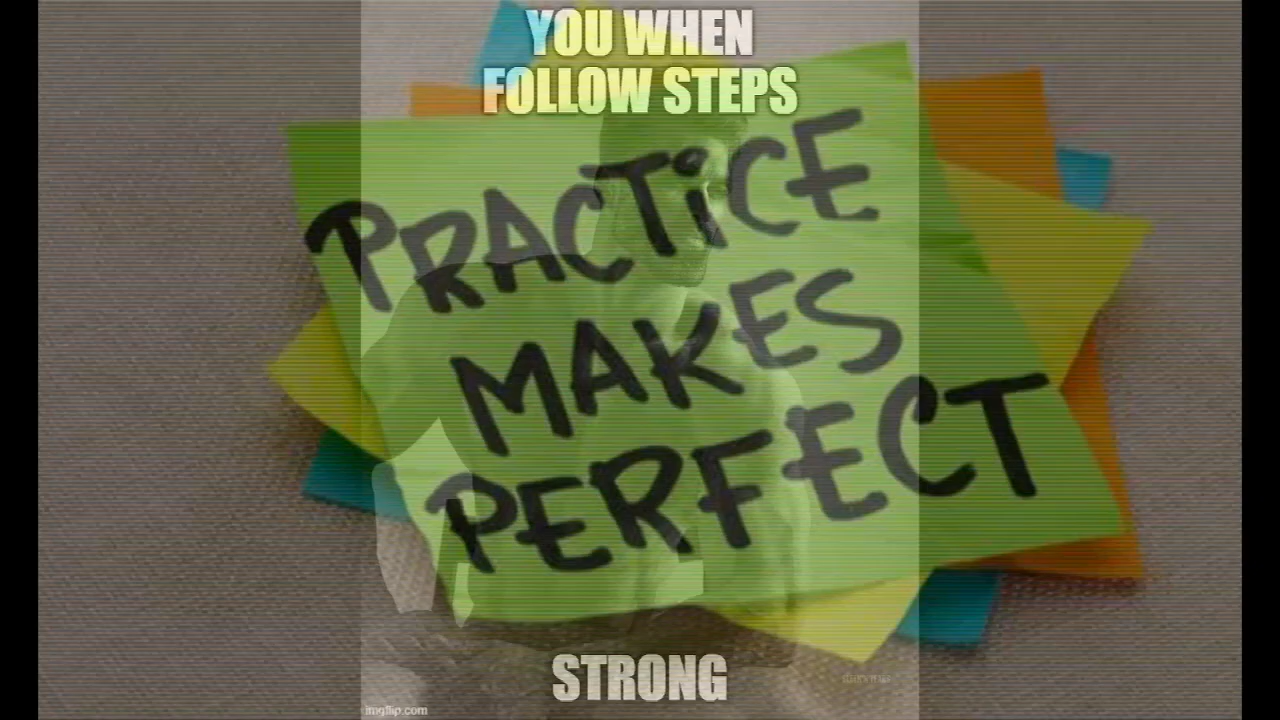 YOU WHEN
FOLLOW STEPS
PRACTiCE
MAKES
PERFECT
STRONG
imgflip.com